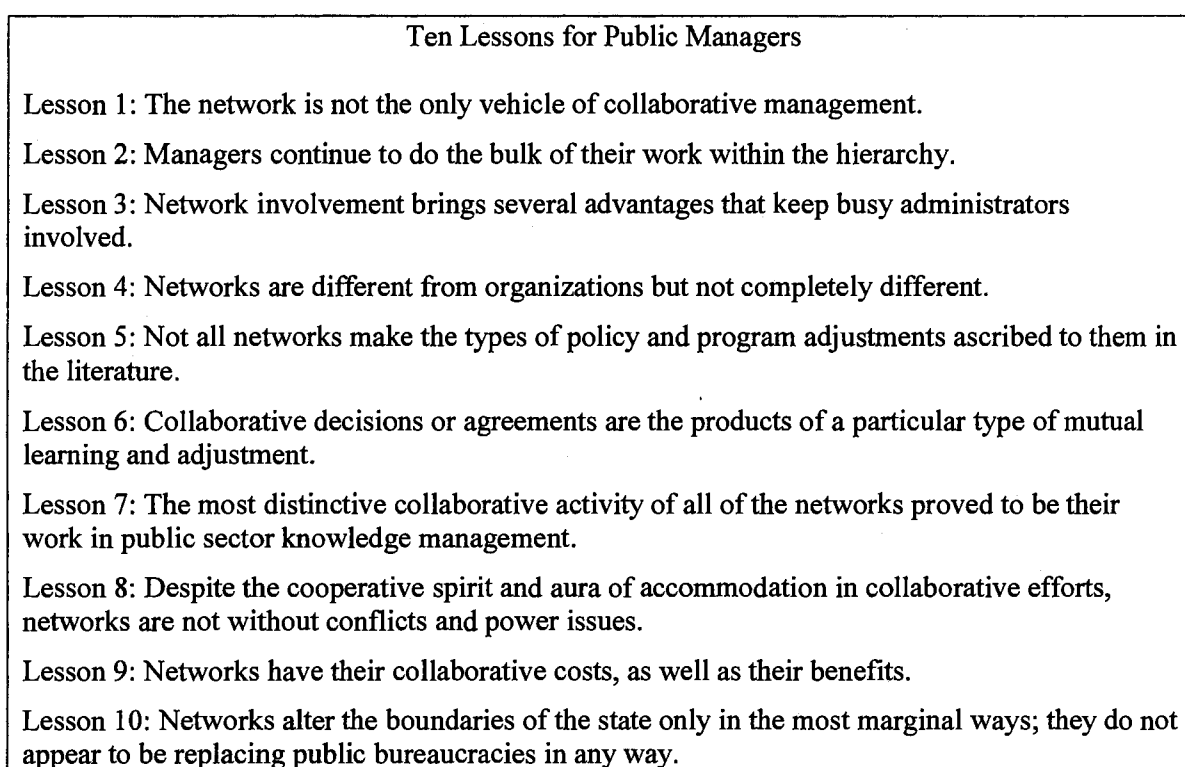 Ten Lessons for Public Managers
Lesson 1: The network is not the only vehicle of collaborative management.
Lesson 2: Managers continue to do the bulk of their work within the hierarchy.
Lesson 3: Network involvement brings several advantages that keep busy administrators
involved.
Lesson 4: Networks are different from organizations but not completely different.
Lesson 5: Not all networks make the types of policy and program adjustments ascribed to them in
the literature.
Lesson 6: Collaborative decisions or agreements are the products of a particular type of mutual
learning and adjustment.
Lesson 7: The most distinctive collaborative activity of all of the networks proved to be their
work in public sector knowledge management.
Lesson 8: Despite the cooperative spirit and aura of accommodation in collaborative efforts,
networks are not without conflicts and power issues.
Lesson 9: Networks have their collaborative costs, as well as their benefits.
Lesson 10: Networks alter the boundaries of the state only in the most marginal ways; they do not
appear to be replacing public bureaucracies in any way.